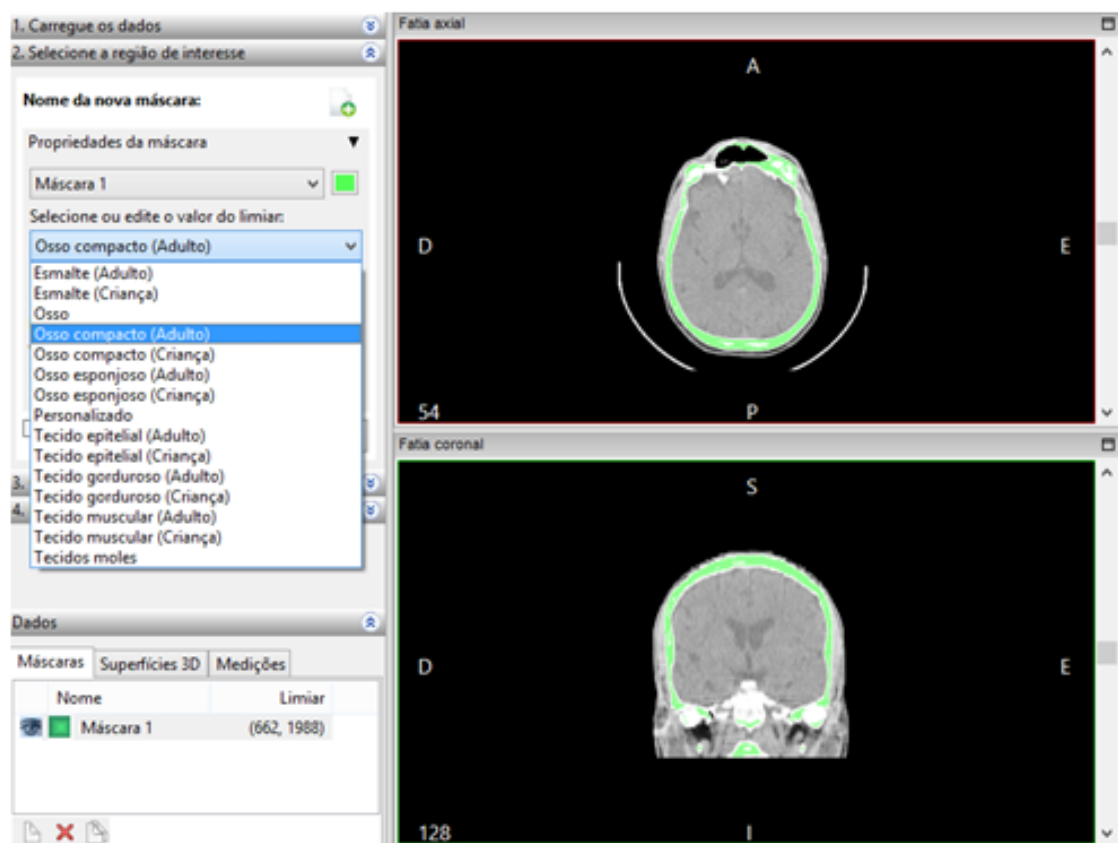 1. Carregue os dados
2. Selecione a região de interesse
Nome da nova máscara:
Propriedades da máscara
Máscara 1
Selecione ou edite o valor do limiar:
Osso compacto (Adulto)
Esmalte (Adulto)
Esmalte (Criança)
Osso
Osso compacto (Adulto)
Osso compacto (Criança)
Osso esponjoso (Adulto)
Osso esponjoso (Criança)
Personalizado
Tecido epitelial (Adulto)
Tecido epitelial (Criança)
Tecido gorduroso (Adulto)
Tecido gorduroso (Criança)
Tecido muscular (Adulto)
Tecido muscular (Criança)
Tecidos moles
3.
4.
Dados
Máscaras Superfícies 3D Medições
Nome Limiar
Máscara 1 (662, 1988)
Fatia axial
A
D E
54 P
Fatia coronal
S
D E
128 I